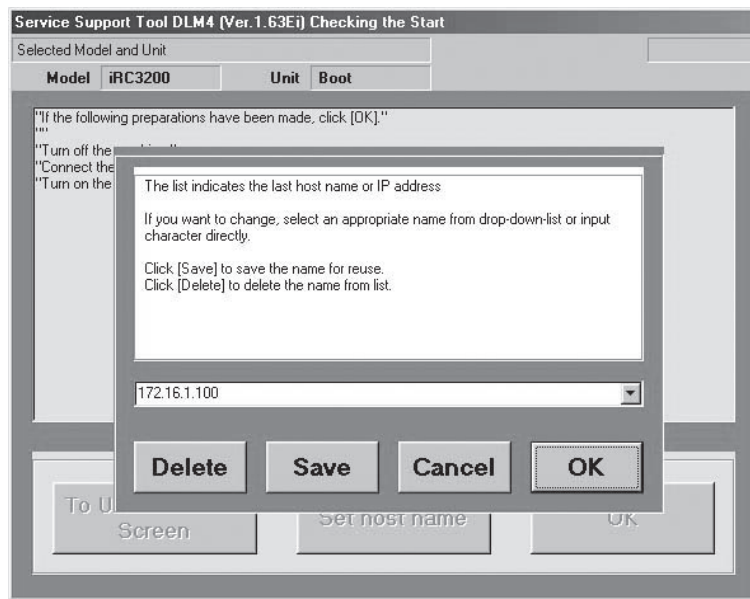 Service Support Tool DLM4 (Ver.1.63Ei) Checking the Start
Selected Model and Unit
Model iRC3200 Unit Boot
"If the following preparations have been made, click [OK]."
""
"Turn off the
"Connect the
"Turn on the
The list indicates the last host name or IP address
If you want to change, select an appropriate name from drop-down-list or input
character directly.
Click [Save] to save the name for reuse.
Click [Delete] to delete the name from list.
172.16.1.100
Delete Save Cancel OK
To U
Screen
Set host name
OK